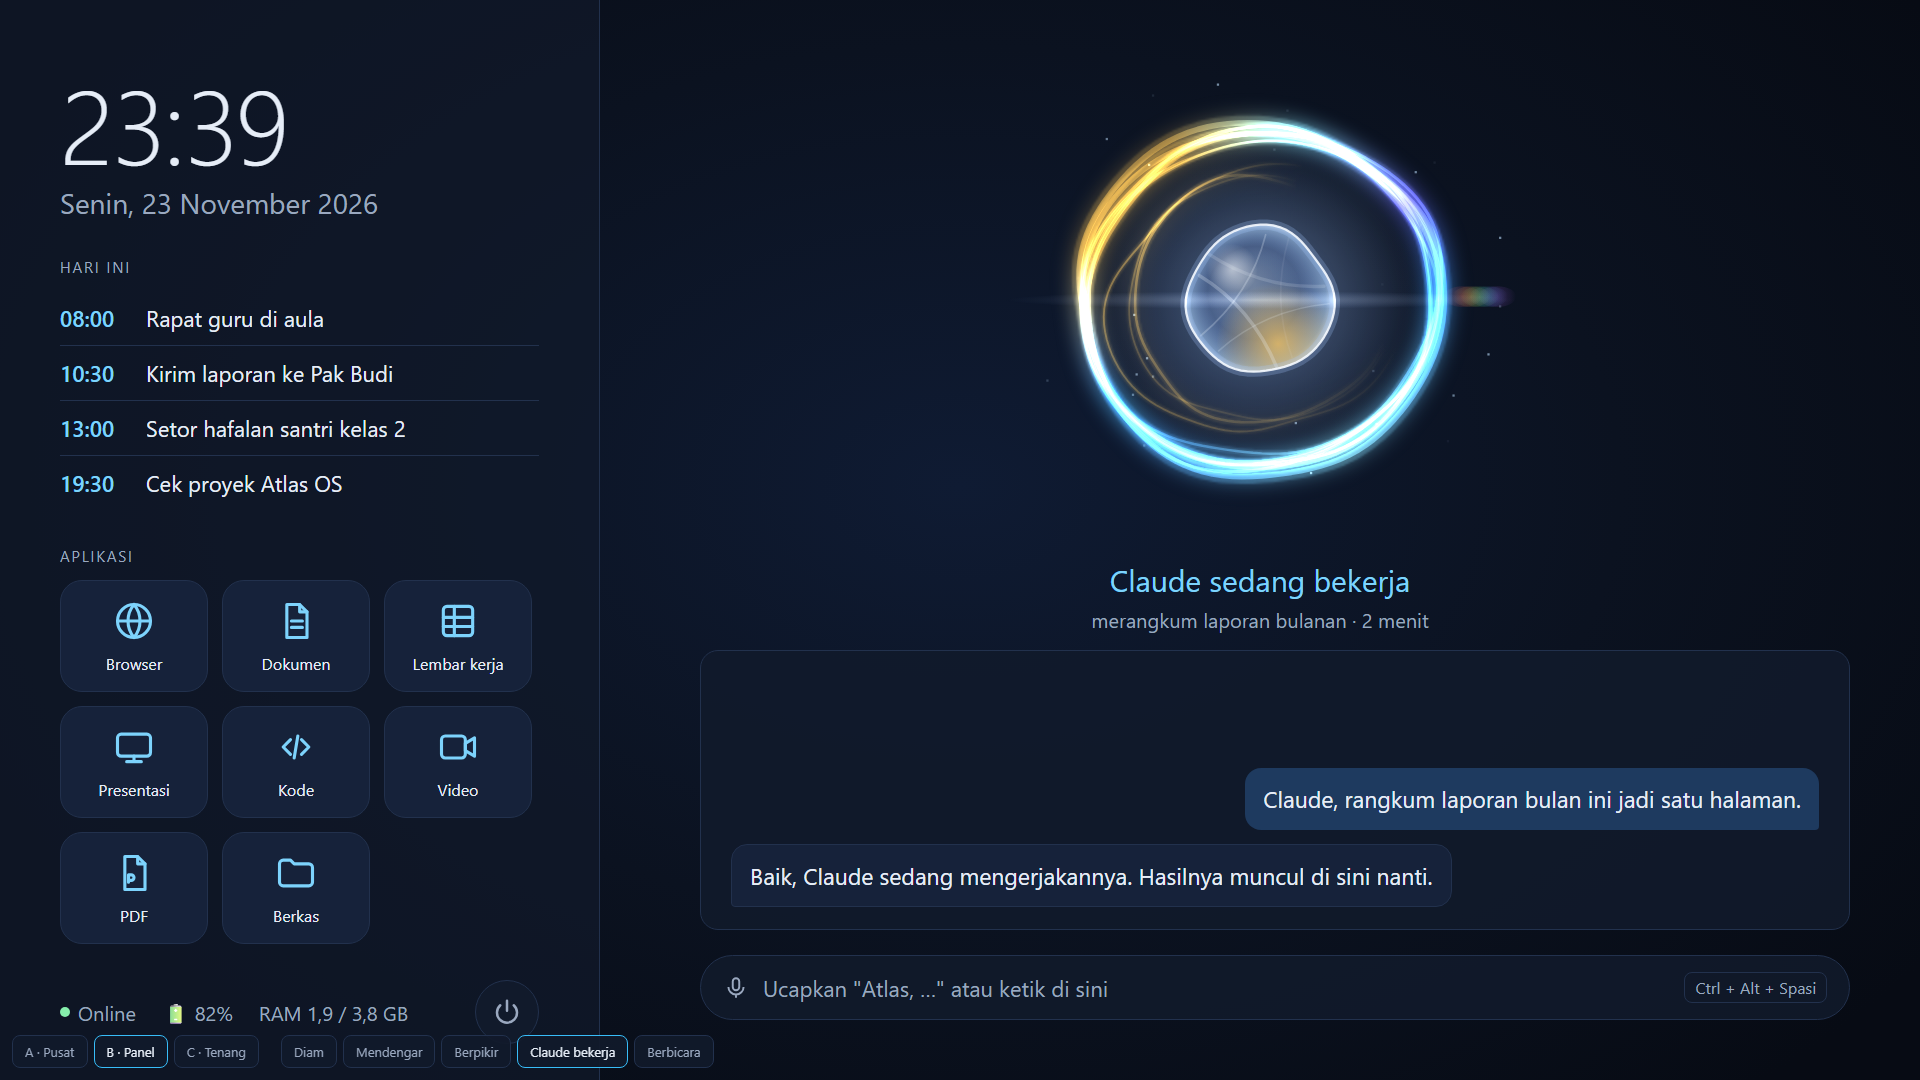 23:39
Senin, 23 November 2026
HARI INI
08:00 Rapat guru di aula
10:30 Kirim laporan ke Pak Budi
13:00 Setor hafalan santri kelas 2
19:30 Cek proyek Atlas OS
APLIKASI
Browser Dokumen Lembar kerja
Presentasi Kode Video
PDF Berkas
Online 82% RAM 1,9 / 3,8 GB
Claude sedang bekerja
merangkum laporan bulanan · 2 menit
Claude, rangkum laporan bulan ini jadi satu halaman.
Baik, Claude sedang mengerjakannya. Hasilnya muncul di sini nanti.
Ucapkan "Atlas, ..." atau ketik di sini Ctrl + Alt + Spasi
A · Pusat B · Panel C · Tenang Diam Mendengar Berpikir Claude bekerja Berbicara